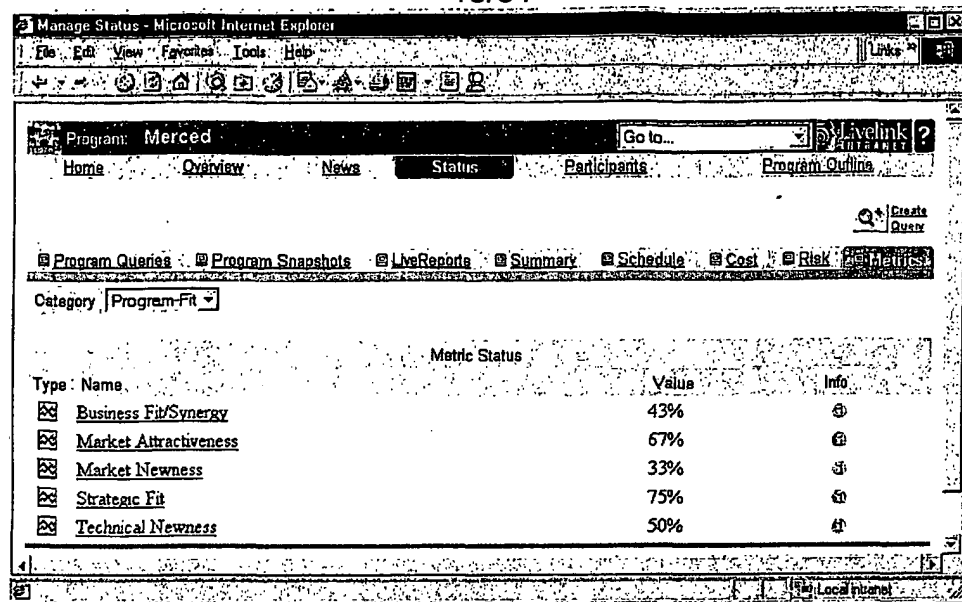 Manage Status - Microsoft Internet Explorer
File Edit View Favorites Tools Help Links »
Program: Merced Go to... Livelink INTRANET ?
Home Overview News Status Participants Program Outline
Create
Query
Program Queries Program Snapshots LiveReports Summary Schedule Cost Risk Metrics
Category Program-Fit
Metric Status
Type Name Value Info
Business Fit/Synergy 43%
Market Attractiveness 67%
Market Newness 33%
Strategic Fit 75%
Technical Newness 50%
Local intranet